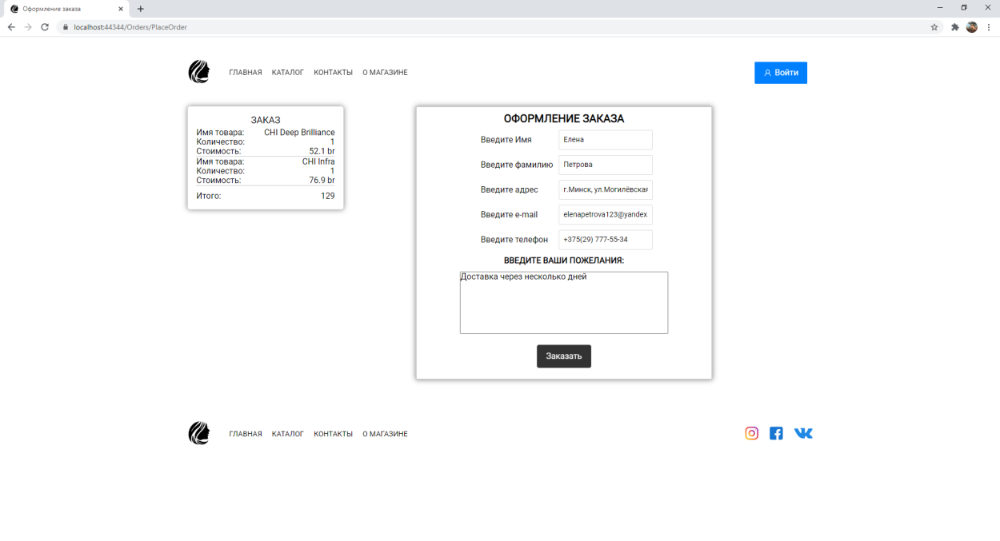 Оформление заказа
localhost:44344/Orders/PlaceOrder
ГЛАВНАЯ КАТАЛОГ КОНТАКТЫ О МАГАЗИНЕ
Войти
ЗАКАЗ
Имя товара: CHI Deep Brilliance
Количество: 1
Стоимость: 52.1 br
Имя товара: CHI Infra
Количество: 1
Стоимость: 76.9 br
Итого: 129
ОФОРМЛЕНИЕ ЗАКАЗА
Введите Имя Елена
Введите фамилию Петрова
Введите адрес г.Минск, ул.Могилёвская
Введите e-mail elenapetrova123@yandex
Введите телефон +375(29) 777-55-34
ВВЕДИТЕ ВАШИ ПОЖЕЛАНИЯ:
Доставка через несколько дней
Заказать
ГЛАВНАЯ КАТАЛОГ КОНТАКТЫ О МАГАЗИНЕ